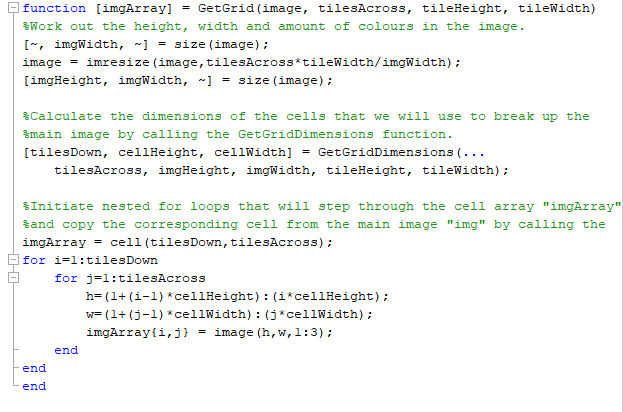 function [imgArray] = GetGrid(image, tilesAcross, tileHeight, tileWidth)
%Work out the height, width and amount of colours in the image.
[~, imgWidth, ~] = size(image);
image = imresize(image,tilesAcross*tileWidth/imgWidth);
[imgHeight, imgWidth, ~] = size(image);

%Calculate the dimensions of the cells that we will use to break up the
%main image by calling the GetGridDimensions function.
[tilesDown, cellHeight, cellWidth] = GetGridDimensions(...
    tilesAcross, imgHeight, imgWidth, tileHeight, tileWidth);

%Initiate nested for loops that will step through the cell array "imgArray"
%and copy the corresponding cell from the main image "img" by calling the
imgArray = cell(tilesDown,tilesAcross);
for i=1:tilesDown
    for j=1:tilesAcross
        h=(1+(i-1)*cellHeight):(i*cellHeight);
        w=(1+(j-1)*cellWidth):(j*cellWidth);
        imgArray{i,j} = image(h,w,1:3);
    end
end
end